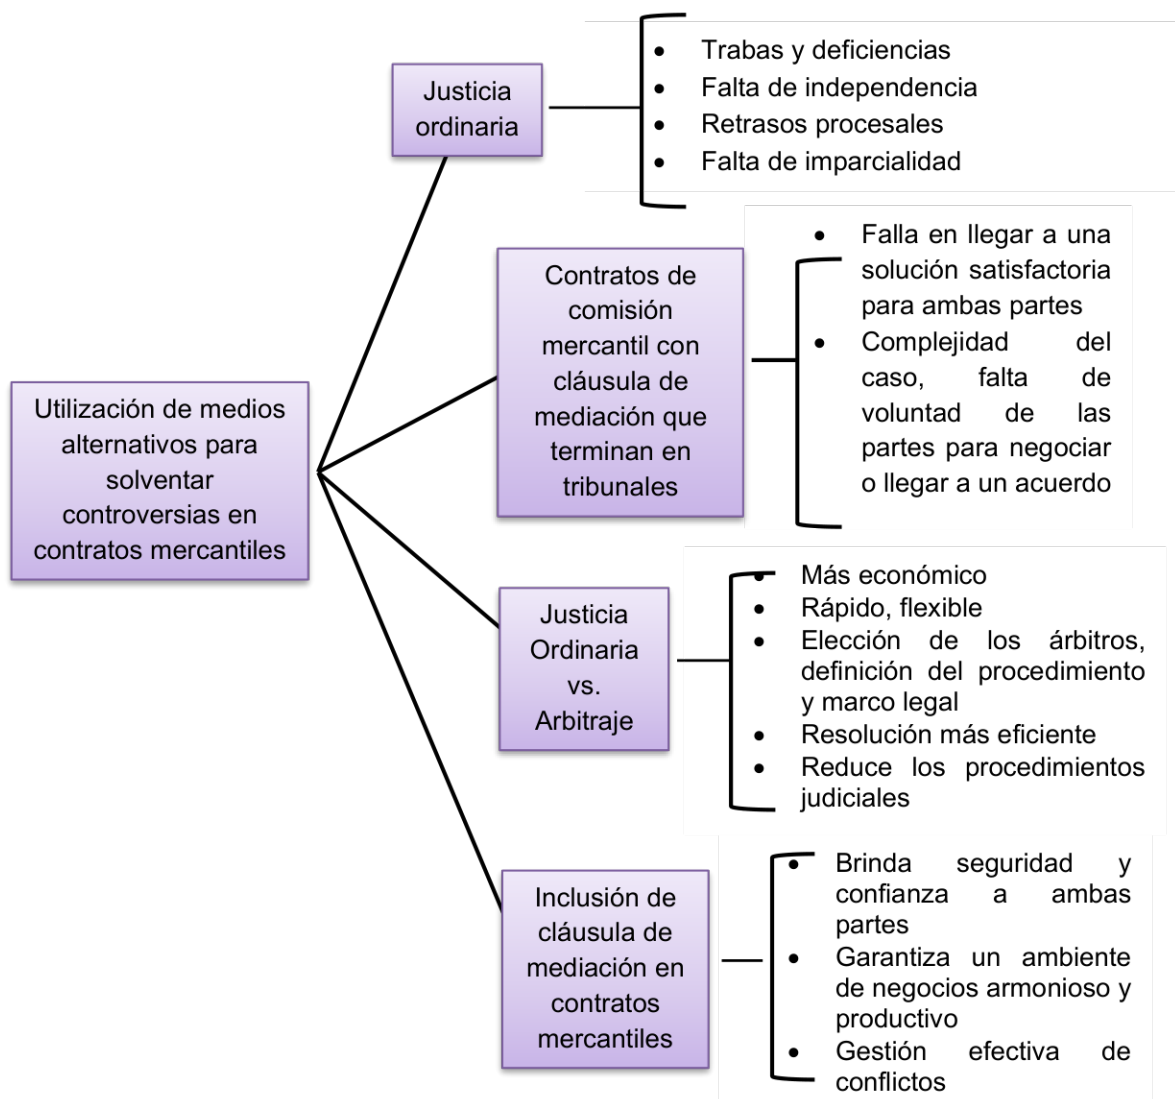 Utilización de medios
alternativos para
solventar
controversias en
contratos mercantiles
Justicia
ordinaria
• Trabas y deficiencias
• Falta de independencia
• Retrasos procesales
• Falta de imparcialidad
Contratos de
comisión
mercantil con
cláusula de
mediación que
terminan en
tribunales
• Falla en llegar a una
solución satisfactoria
para ambas partes
• Complejidad del
caso, falta de
voluntad de las
partes para negociar
o llegar a un acuerdo
Justicia
Ordinaria
vs.
Arbitraje
• Más económico
• Rápido, flexible
• Elección de los árbitros,
definición del procedimiento
y marco legal
• Resolución más eficiente
• Reduce los procedimientos
judiciales
Inclusión de
cláusula de
mediación en
contratos
mercantiles
• Brinda seguridad y
confianza a ambas
partes
• Garantiza un ambiente
de negocios armonioso y
productivo
• Gestión efectiva de
conflictos